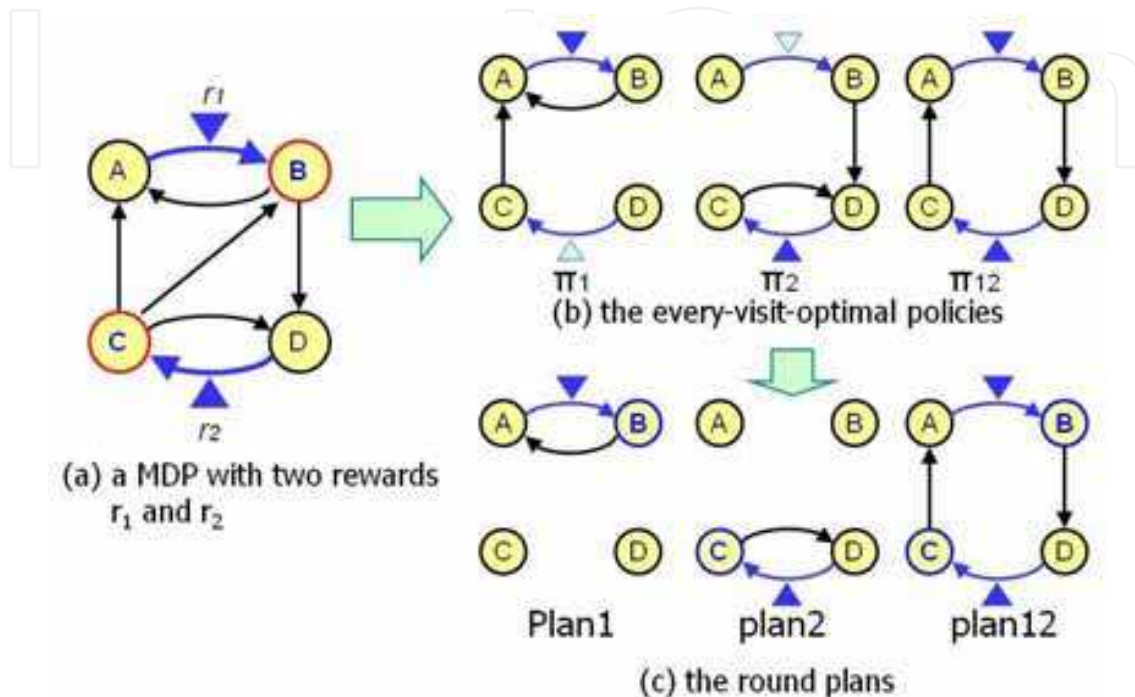 r1
A
B
C
D
r2
(a) a MDP with two rewards
r1 and r2
A B A B A B
C D C D C D
π1 π2 π12
(b) the every-visit-optimal policies
A B A B A B
C D C D C D
Plan1 plan2 plan12
(c) the round plans